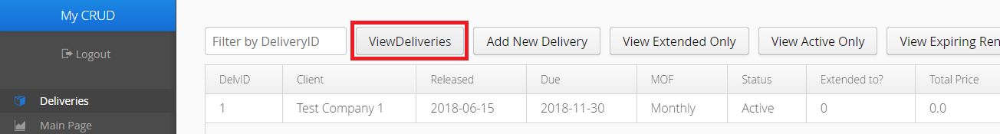 My CRUD
Logout
Deliveries
Main Page
Filter by DeliveryID ViewDeliveries Add New Delivery View Extended Only View Active Only View Expiring Ren
DelvID Client Released Due MOF Status Extended to? Total Price
1 Test Company 1 2018-06-15 2018-11-30 Monthly Active 0 0.0